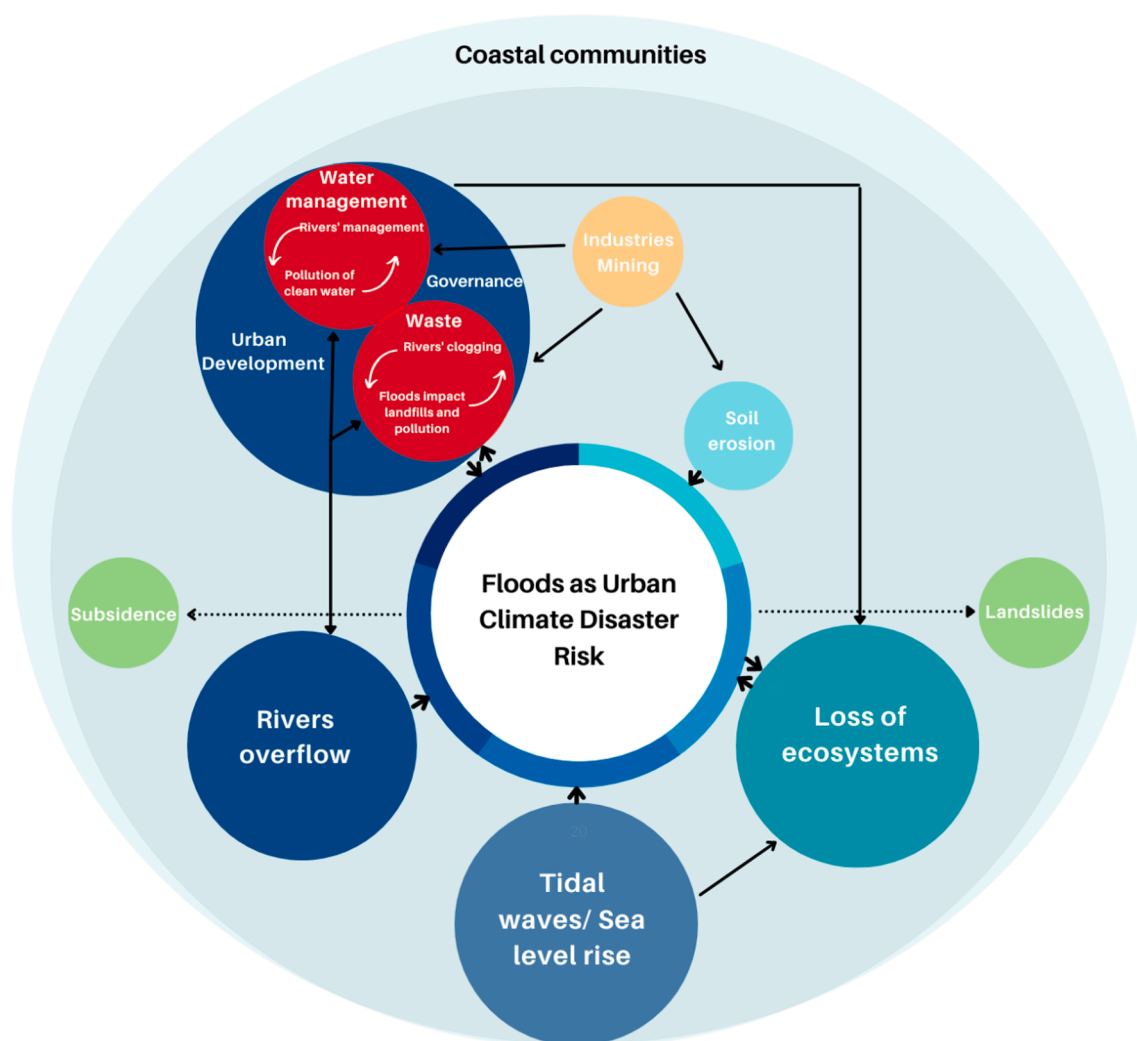 Coastal communities
Water
management
Rivers' management
Pollution of
clean water
Governance
Urban
Development
Waste
Rivers' clogging
Floods impact
landfills and
pollution
Industries
Mining
Soil
erosion
Subsidence
Floods as Urban
Climate Disaster
Risk
Landslides
Rivers
overflow
Loss of
ecosystems
20
Tidal
waves/ Sea
level rise